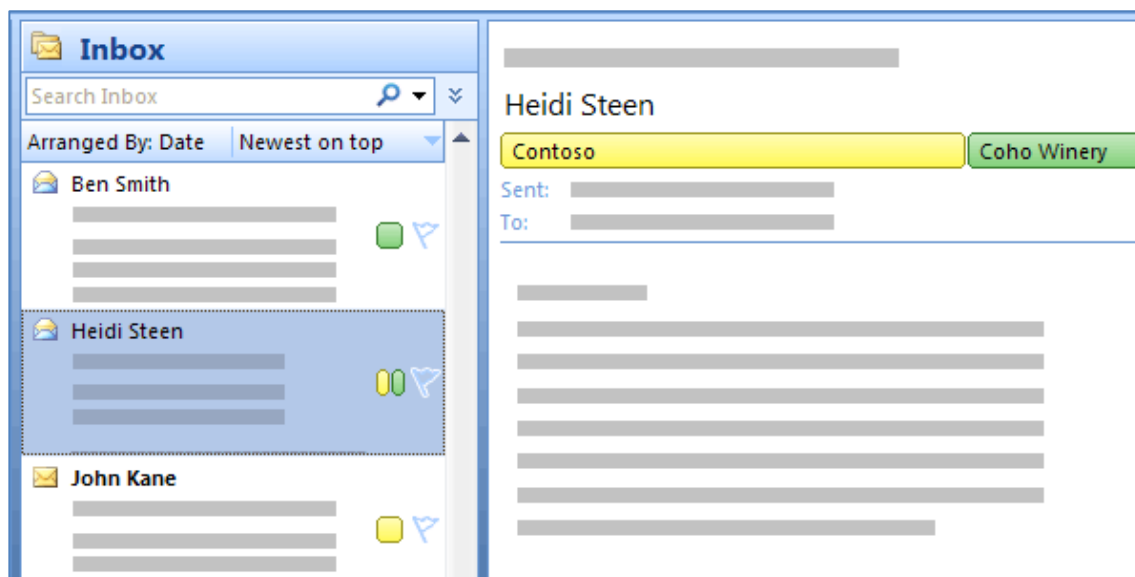 Inbox
Search Inbox
Arranged By: Date Newest on top
Ben Smith
Heidi Steen
John Kane
Heidi Steen
Contoso Coho Winery
Sent:
To: